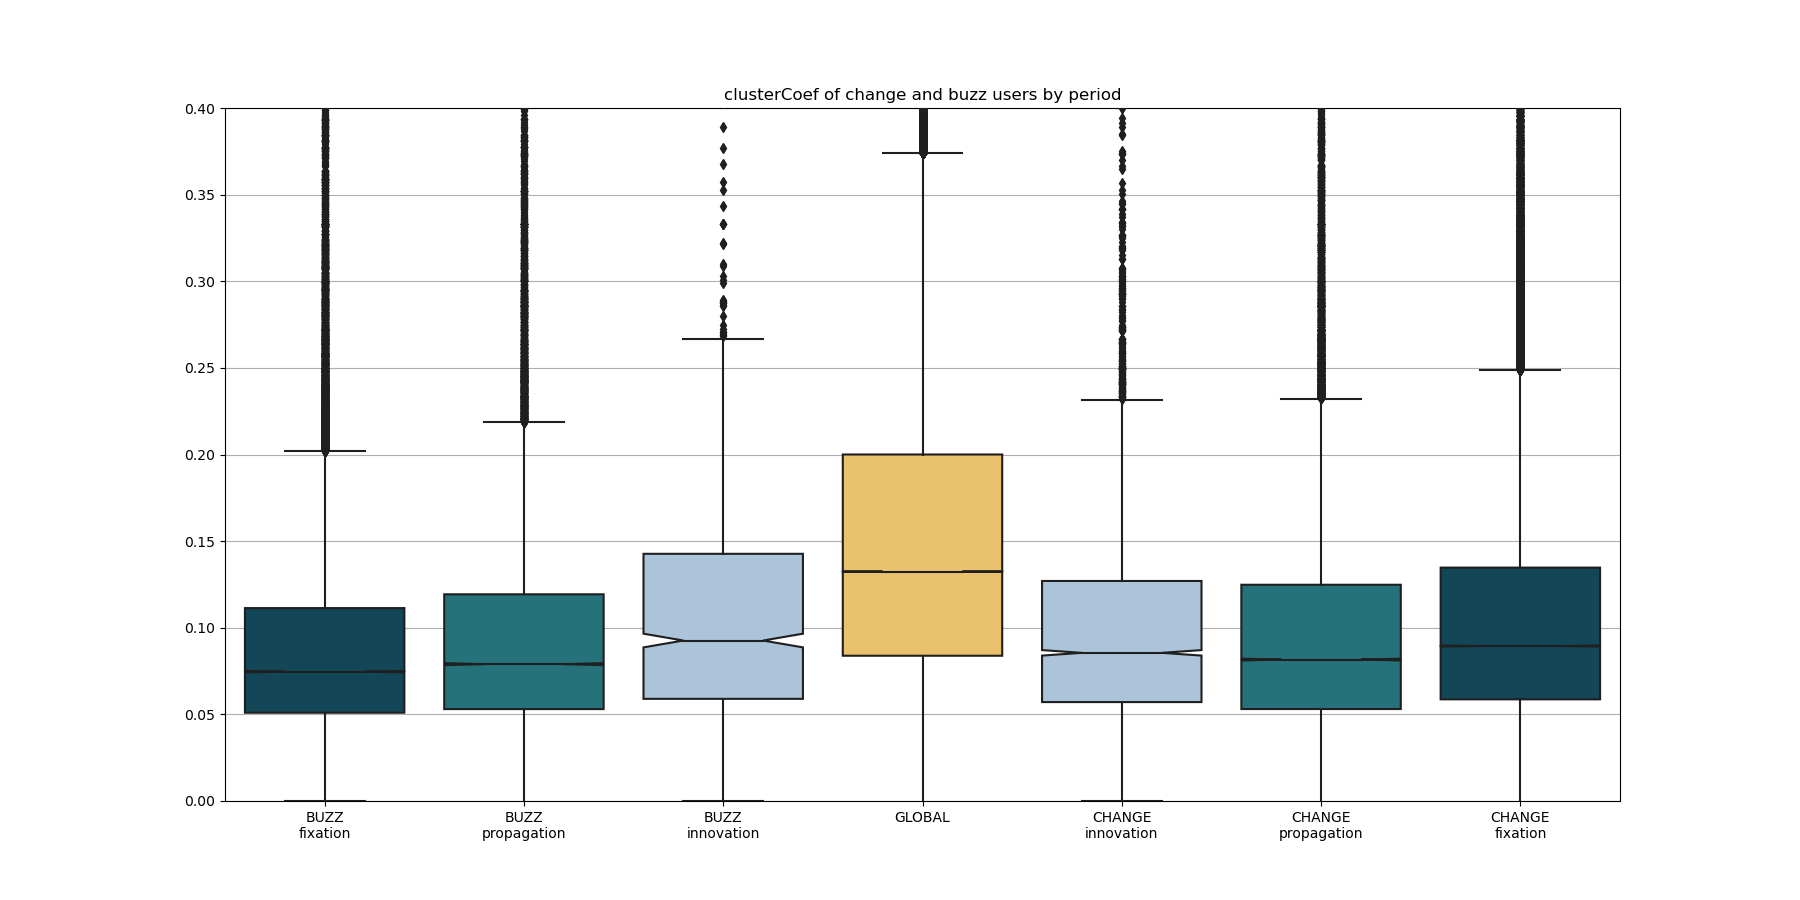 clusterCoef of change and buzz users by period
0.40
0.35
0.30
0.25
0.20
0.15
0.10
0.05
0.00
BUZZ
fixation
BUZZ
propagation
BUZZ
innovation
GLOBAL
CHANGE
innovation
CHANGE
propagation
CHANGE
fixation